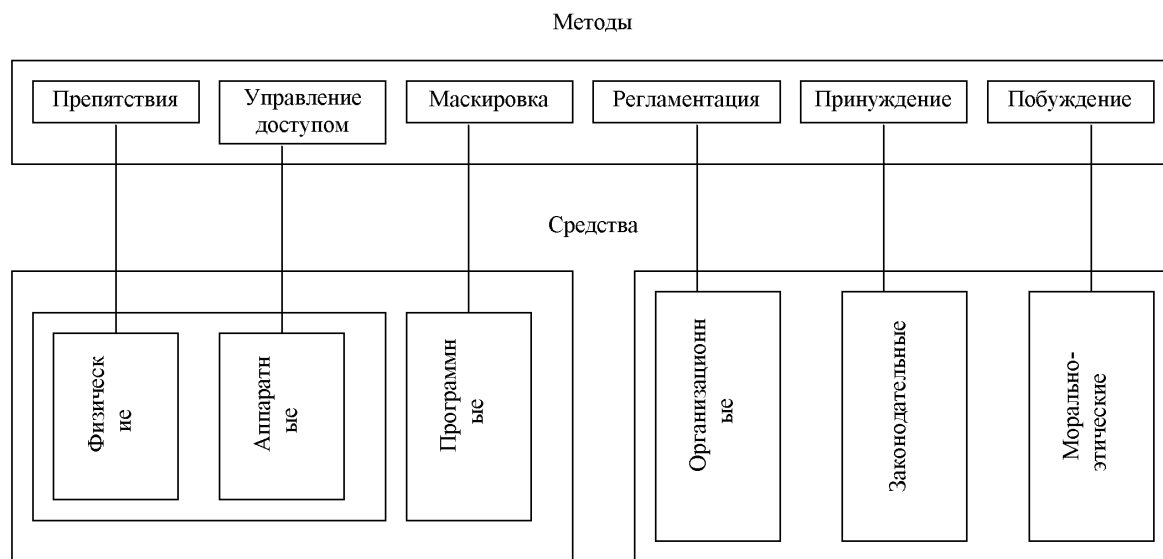 Методы
Препятствия
Управление
доступом
Маскировка
Регламентация
Принуждение
Побуждение
Средства
Физическ
ие
Аппаратн
ые
Программн
ые
Организационн
ые
Законодательные
Морально-
этические